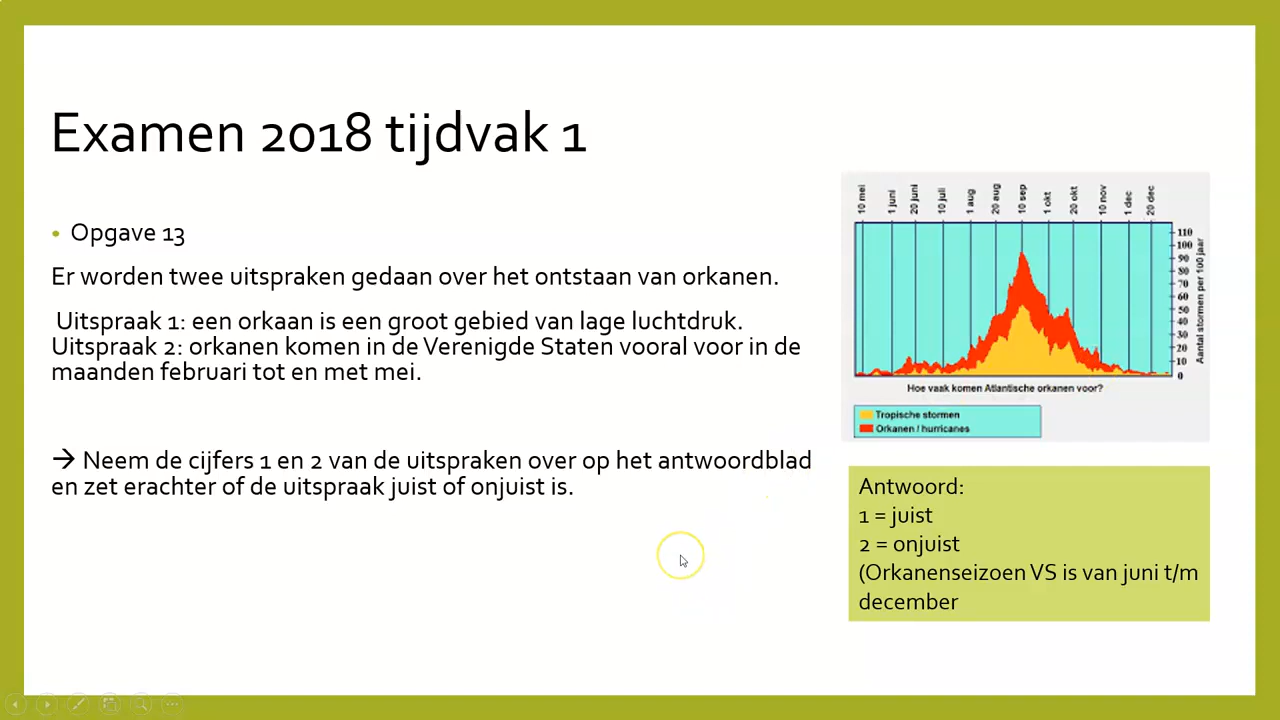 Examen 2018 tijdvak 1
• Opgave 13
Er worden twee uitspraken gedaan over het ontstaan van orkanen.
Uitspraak 1: een orkaan is een groot gebied van lage luchtdruk.
Uitspraak 2: orkanen komen in de Verenigde Staten vooral voor in de
maanden februari tot en met mei.
→ Neem de cijfers 1 en 2 van de uitspraken over op het antwoordblad
en zet erachter of de uitspraak juist of onjuist is.
10 mei
1 juni
20 juni
10 juli
1 aug
20 aug
10 sep
1 okt
20 okt
10 nov
1 dec
20 dec
110
100
90
80
70
60
50
40
30
20
10
0
Aantal stormen per 100 jaar
Hoe vaak komen Atlantische orkanen voor?
Tropische stormen
Orkanen / hurricanes
Antwoord:
1 = juist
2 = onjuist
(Orkanenseizoen VS is van juni t/m
december